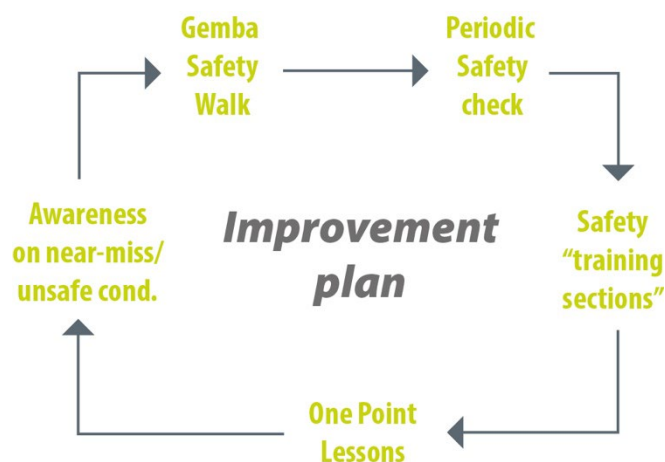 Gemba
Safety
Walk
Periodic
Safety
check
Awareness
on near-miss/
unsafe cond.
Improvement
plan
Safety
“training
sections”
One Point
Lessons